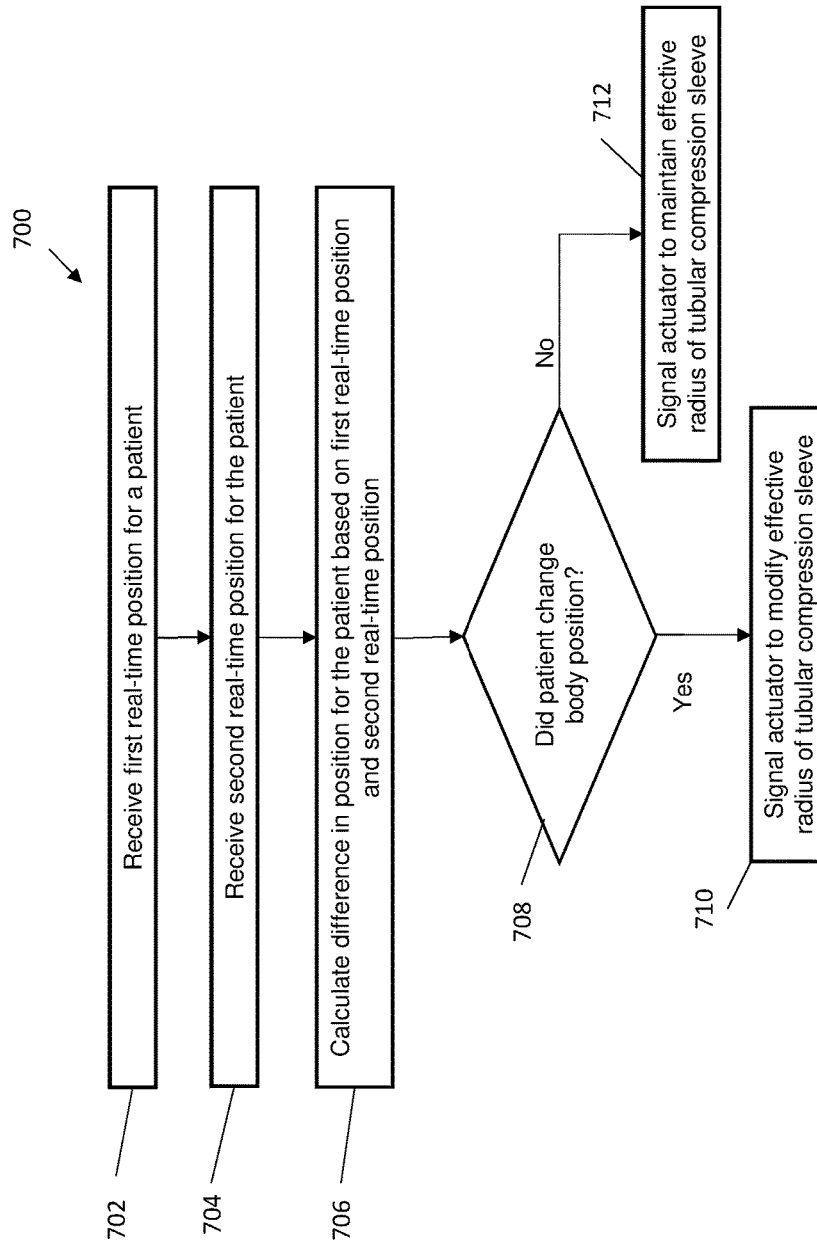 700
702
Receive first real-time position for a patient
704
Receive second real-time position for the patient
706
Calculate difference in position for the patient based on first real-time position
and second real-time position
708
Did patient change
body position?
Yes
No
710
Signal actuator to modify effective
radius of tubular compression sleeve
712
Signal actuator to maintain effective
radius of tubular compression sleeve